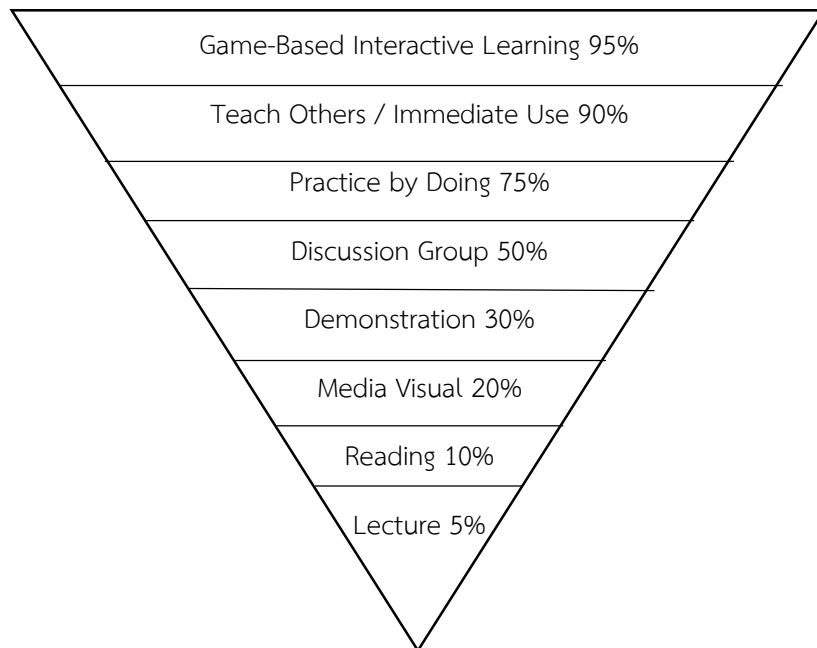 Game-Based Interactive Learning 95%
Teach Others / Immediate Use 90%
Practice by Doing 75%
Discussion Group 50%
Demonstration 30%
Media Visual 20%
Reading 10%
Lecture 5%